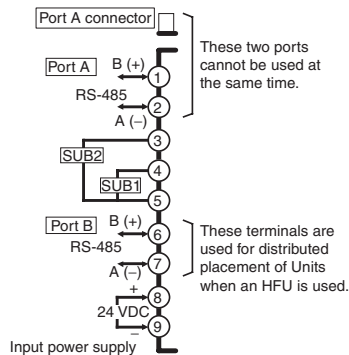 Port A connector
These two ports
cannot be used at
the same time.
Port A
B (+)
1
RS-485
2
A (−)
3
SUB2
4
SUB1
5
Port B
B (+)
6
RS-485
7
A (−)
These terminals are
used for distributed
placement of Units
when an HFU is used.
+
8
24 VDC
9
−
Input power supply